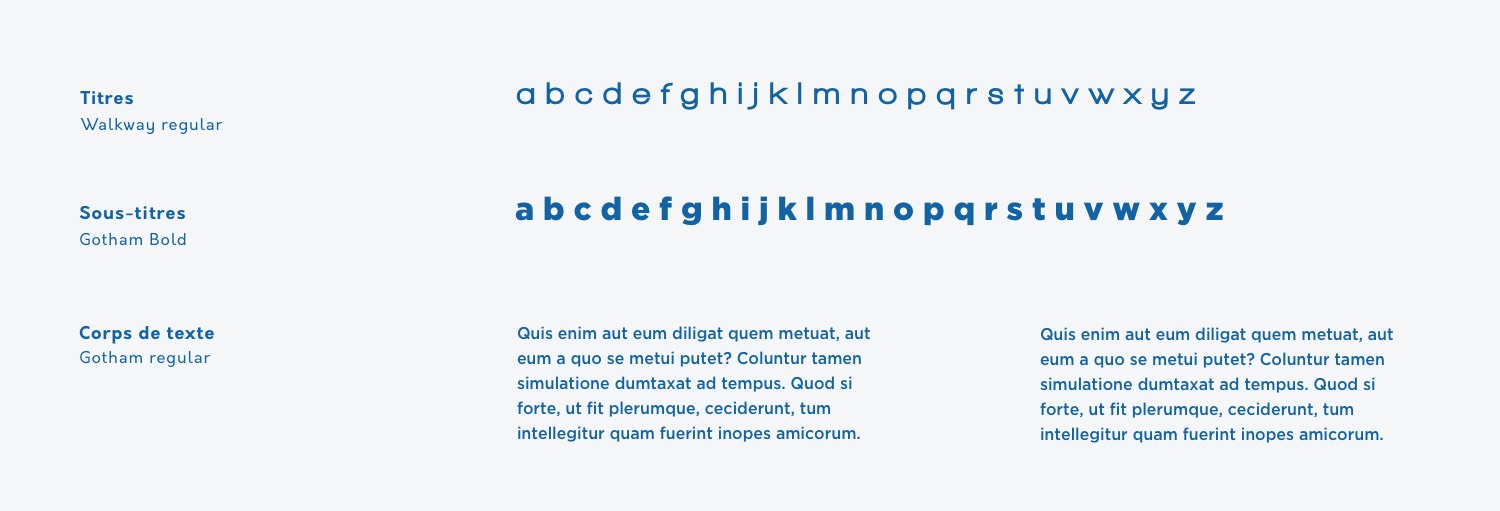 Titres
Walkway regular
a b c d e f g h i j k l m n o p q r s t u v w x y z
Sous-titres
Gotham Bold
a b c d e f g h i j k l m n o p q r s t u v w x y z
Corps de texte
Gotham regular
Quis enim aut eum diligat quem metuat, aut
eum a quo se metui putet? Coluntur tamen
simulatione dumtaxat ad tempus. Quod si
forte, ut fit plerumque, ceciderunt, tum
intellegitur quam fuerint inopes amicorum.
Quis enim aut eum diligat quem metuat, aut
eum a quo se metui putet? Coluntur tamen
simulatione dumtaxat ad tempus. Quod si
forte, ut fit plerumque, ceciderunt, tum
intellegitur quam fuerint inopes amicorum.